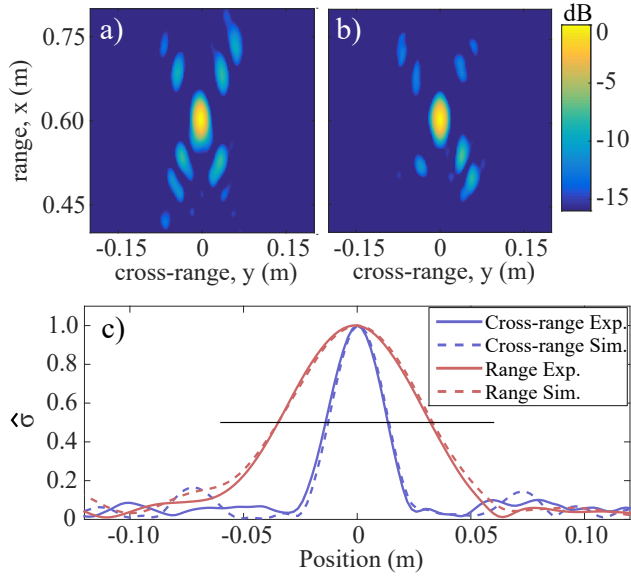 a)
b)
dB
0.75
0.60
0.45
range, x (m)
-0.15
0
0.15
cross-range, y (m)
-0.15
0
0.15
cross-range, y (m)
0
-5
-10
-15
c)
Cross-range Exp.
Cross-range Sim.
Range Exp.
Range Sim.
1.0
0.8
0.6
0.4
0.2
0
σ̂
-0.10
-0.05
0
0.05
0.10
Position (m)